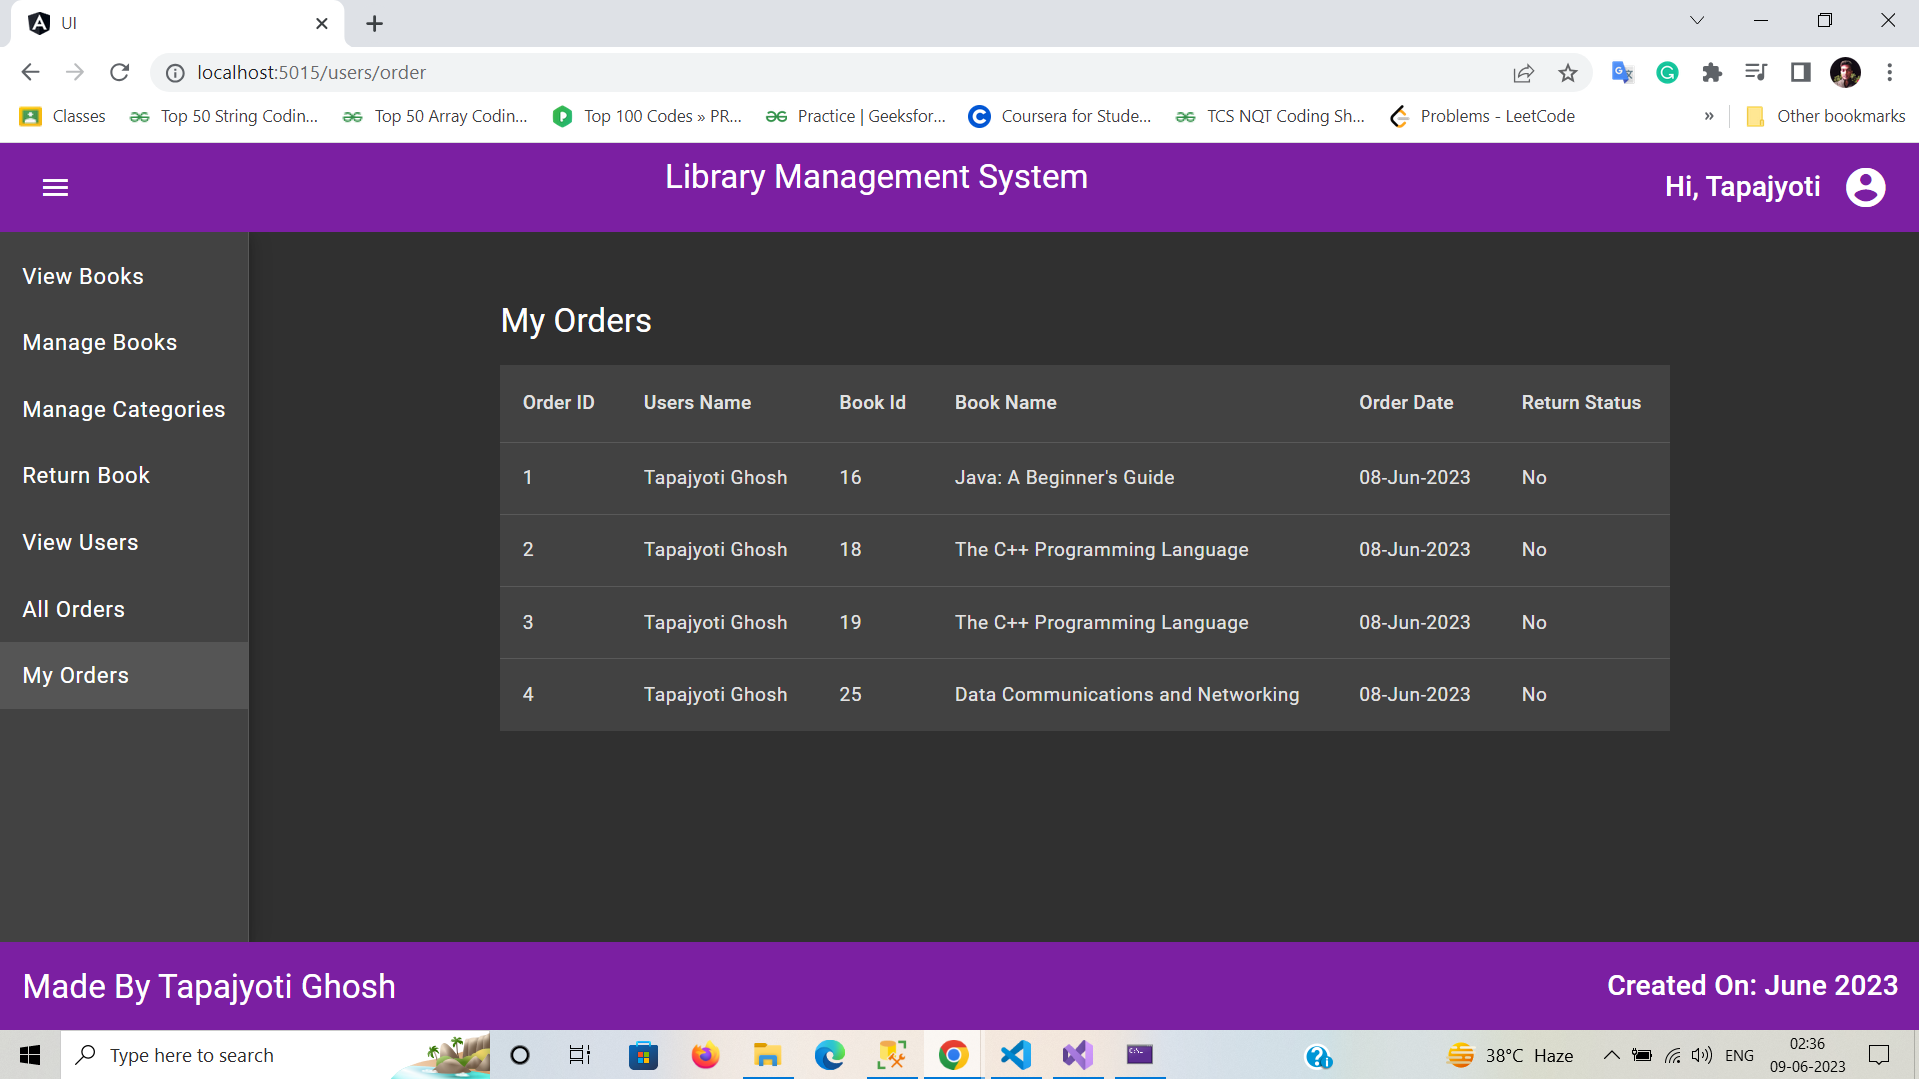 UI
localhost:5015/users/order
Classes Top 50 String Codin... Top 50 Array Codin... Top 100 Codes » PR... Practice | Geeksfor... Coursera for Stude... TCS NQT Coding Sh... Problems - LeetCode » Other bookmarks
Library Management System
Hi, Tapajyoti
View Books
Manage Books
Manage Categories
Return Book
View Users
All Orders
My Orders
My Orders
Order ID Users Name Book Id Book Name Order Date Return Status
1 Tapajyoti Ghosh 16 Java: A Beginner's Guide 08-Jun-2023 No
2 Tapajyoti Ghosh 18 The C++ Programming Language 08-Jun-2023 No
3 Tapajyoti Ghosh 19 The C++ Programming Language 08-Jun-2023 No
4 Tapajyoti Ghosh 25 Data Communications and Networking 08-Jun-2023 No
Made By Tapajyoti Ghosh
Created On: June 2023
Type here to search
38°C Haze
ENG
02:36
09-06-2023